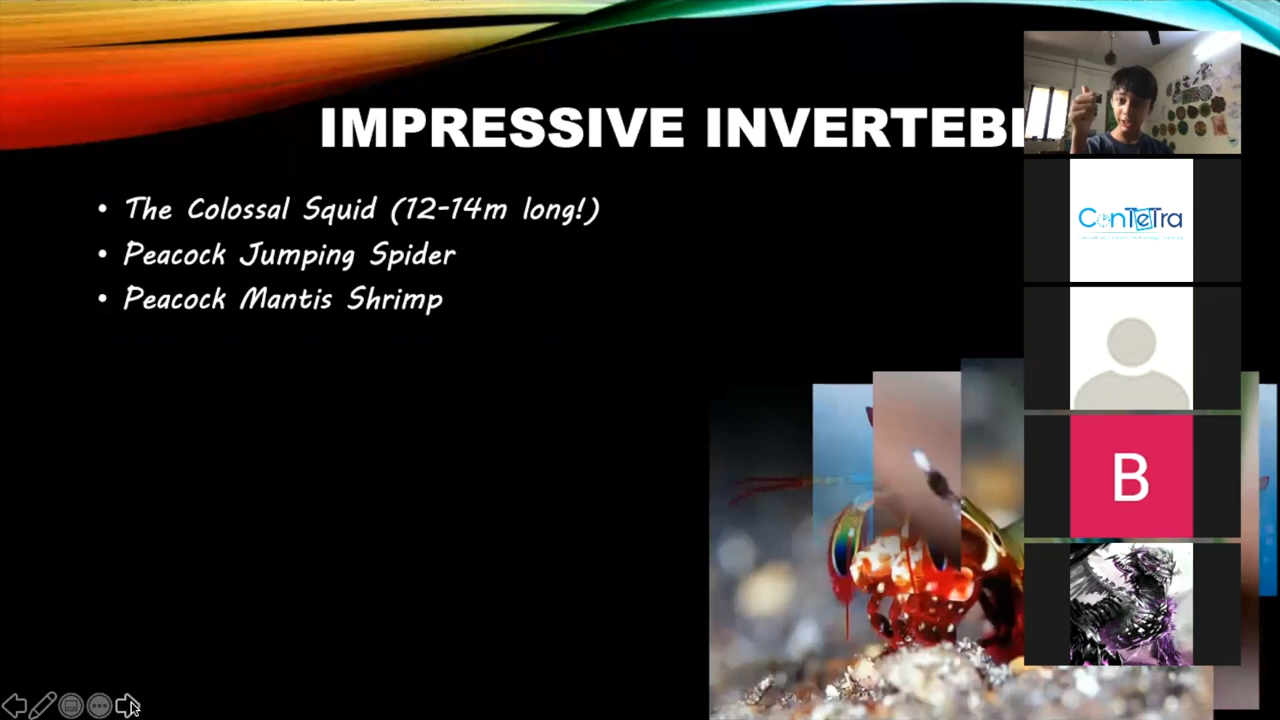 IMPRESSIVE INVERTEB
• The Colossal Squid (12-14m long!)
• Peacock Jumping Spider
• Peacock Mantis Shrimp
ConTeTra
B